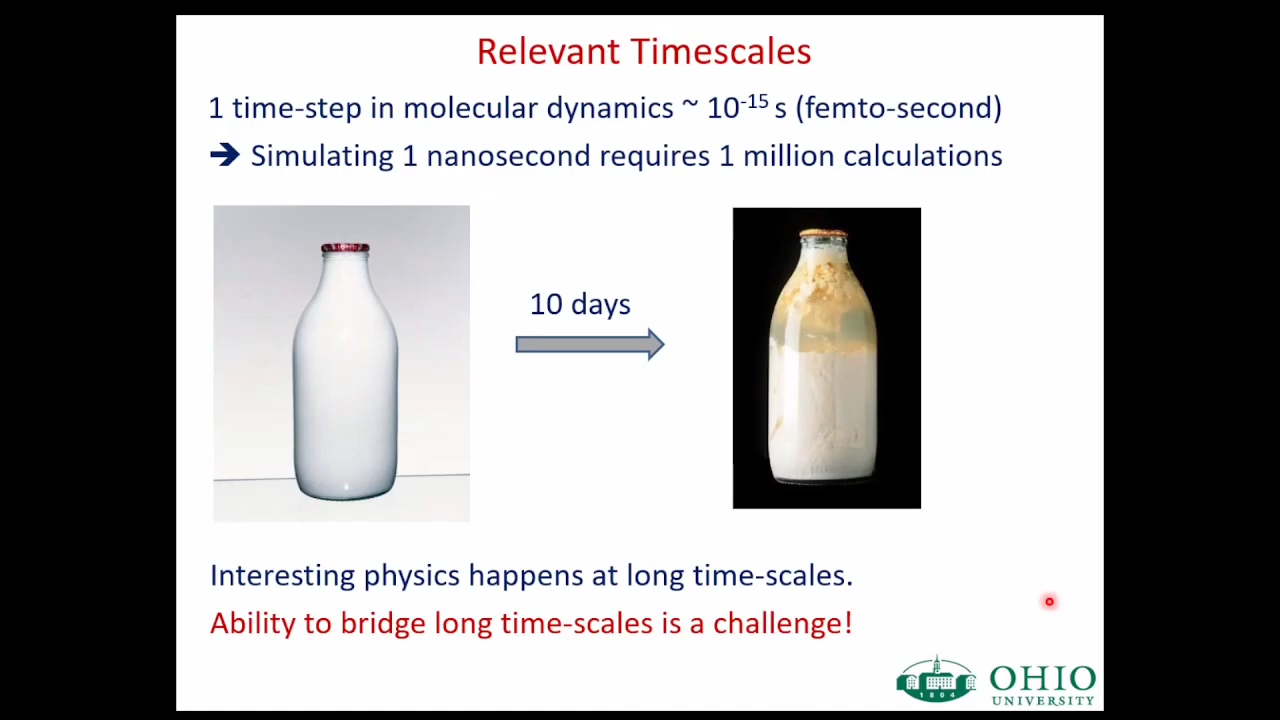 Relevant Timescales
1 time-step in molecular dynamics ~ 10⁻¹⁵ s (femto-second)
➔ Simulating 1 nanosecond requires 1 million calculations
10 days
Interesting physics happens at long time-scales.
Ability to bridge long time-scales is a challenge!
1804
OHIO
UNIVERSITY